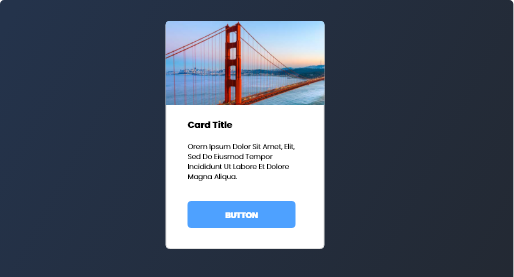 Card Title
Orem Ipsum Dolor Sit Amet, Elit,
Sed Do Eiusmod Tempor
Incididunt Ut Labore Et Dolore
Magna Aliqua.
BUTTON